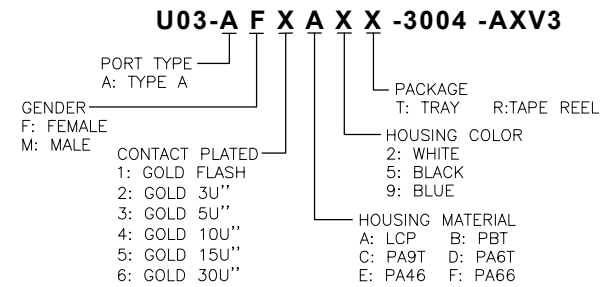 U03-A F X A X X -3004 -AXV3
PORT TYPE
A: TYPE A
GENDER
F: FEMALE
M: MALE
CONTACT PLATED
1: GOLD FLASH
2: GOLD 3U''
3: GOLD 5U''
4: GOLD 10U''
5: GOLD 15U''
6: GOLD 30U''
PACKAGE
T: TRAY R:TAPE REEL
HOUSING COLOR
2: WHITE
5: BLACK
9: BLUE
HOUSING MATERIAL
A: LCP B: PBT
C: PA9T D: PA6T
E: PA46 F: PA66